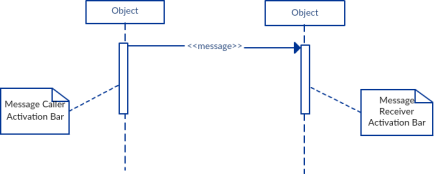 Object
Object
<<message>>
Message Caller
Activation Bar
Message
Receiver
Activation Bar